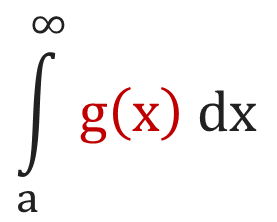 ∞
∫ g(x) dx
a